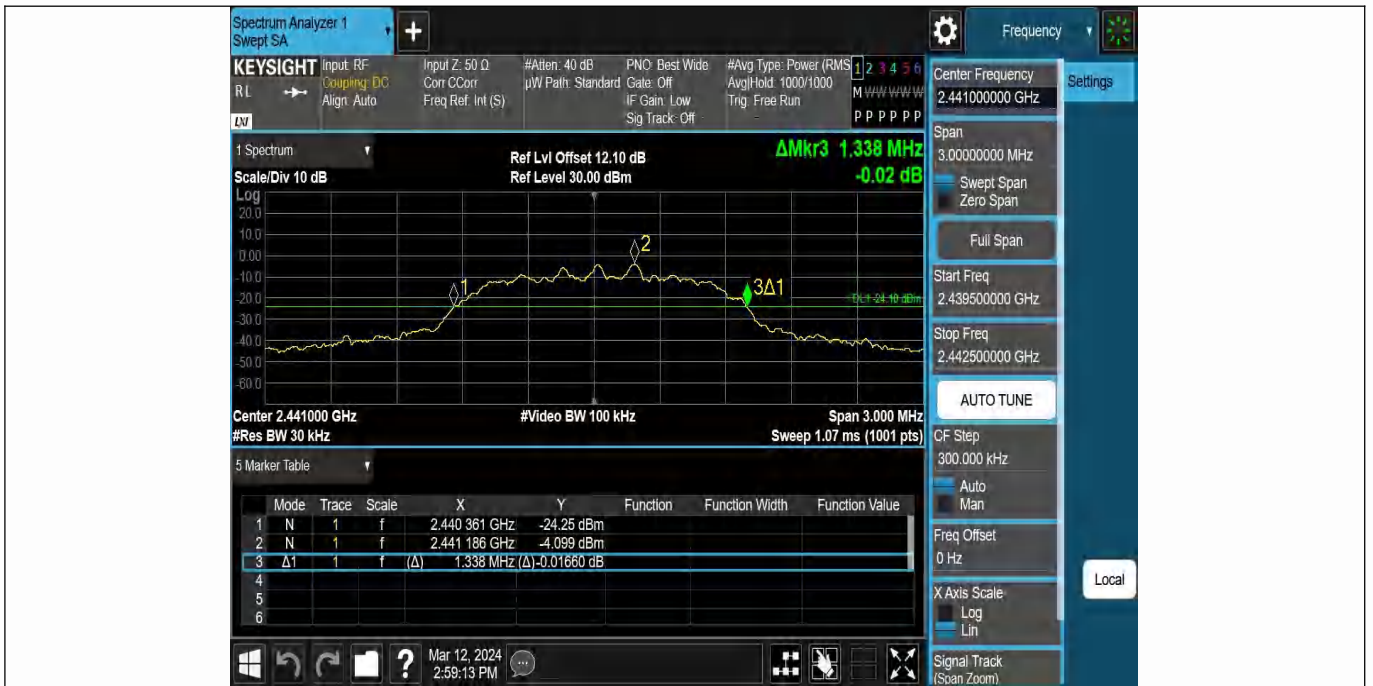 Spectrum Analyzer 1
Swept SA
Frequency
KEYSIGHT
RL
LXI
Input: RF
Coupling: DC
Align: Auto
Input Z: 50 Ω
Corr CCorr
Freq Ref: Int (S)
#Atten: 40 dB
µW Path: Standard
PNO: Best Wide
Gate: Off
IF Gain: Low
Sig Track: Off
#Avg Type: Power (RMS
Avg|Hold: 1000/1000
Trig: Free Run
1 2 3 4 5 6
M W W W W W
P P P P P P
1 Spectrum
Scale/Div 10 dB
Ref Lvl Offset 12.10 dB
Ref Level 30.00 dBm
ΔMkr3 1.338 MHz
-0.02 dB
Log
20.0
10.0
0.00
-10.0
-20.0
-30.0
-40.0
-50.0
-60.0
1
2
3Δ1
DL1 -24.10 dBm
Center 2.441000 GHz
#Video BW 100 kHz
Span 3.000 MHz
#Res BW 30 kHz
Sweep 1.07 ms (1001 pts)
5 Marker Table
Mode Trace Scale X Y Function Function Width Function Value
1 N 1 f 2.440 361 GHz -24.25 dBm
2 N 1 f 2.441 186 GHz -4.099 dBm
3 Δ1 1 f (Δ) 1.338 MHz (Δ) -0.01660 dB
4
5
6
Mar 12, 2024
2:59:13 PM
Center Frequency
2.441000000 GHz
Settings
Span
3.00000000 MHz
Swept Span
Zero Span
Full Span
Start Freq
2.439500000 GHz
Stop Freq
2.442500000 GHz
AUTO TUNE
CF Step
300.000 kHz
Auto
Man
Freq Offset
0 Hz
X Axis Scale
Log
Lin
Local
Signal Track
(Span Zoom)